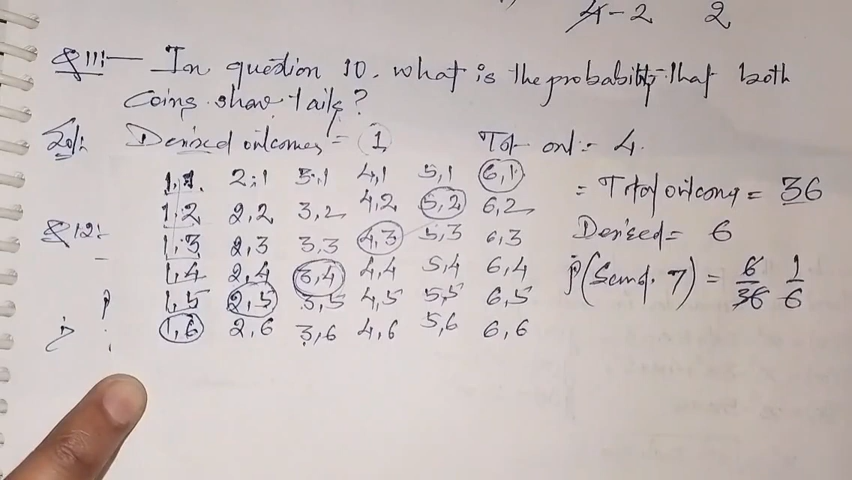 4-2 2
Q11:- In question 10. what is the probability that both
coins show tails?
Sol: Desired outcomes = 1, Tot out:- 4.
1,1. 2,1 3,1 4,1 5,1 6,1
1,2 2,2 3,2 4,2 5,2 6,2 = Total outcomes = 36
Q12:- 1,3 2,3 3,3 4,3 5,3 6,3 Desired = 6
1,4 2,4 3,4 4,4 5,4 6,4 P(Sum of 7) = 6/36 1/6
1,5 2,5 3,5 4,5 5,5 6,5
1,6 2,6 3,6 4,6 5,6 6,6